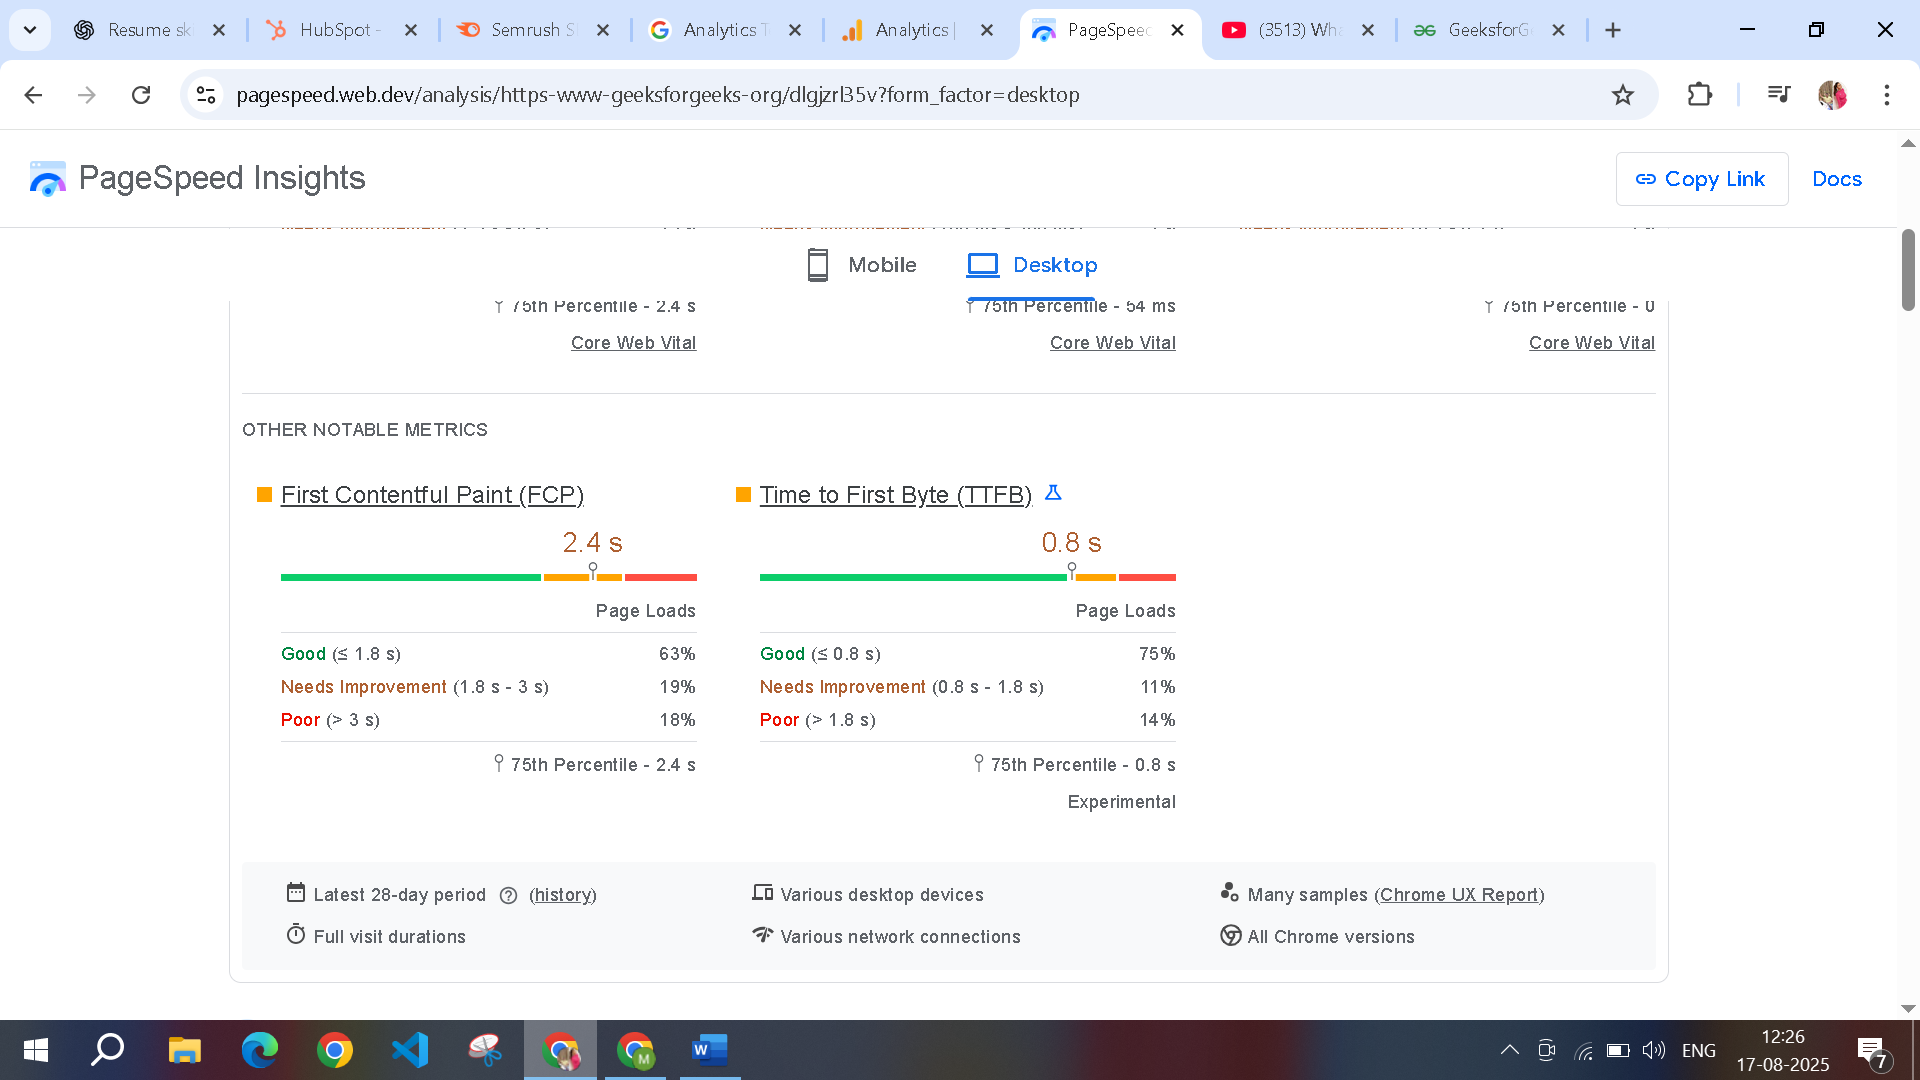 Resume sk
HubSpot -
Semrush S
Analytics T
Analytics |
PageSpeed
(3513) Wha
GeeksforG
pagespeed.web.dev/analysis/https-www-geeksforgeeks-org/dlgjzrl35v?form_factor=desktop
PageSpeed Insights
Copy Link
Docs
Mobile
Desktop
75th Percentile - 2.4 s
75th Percentile - 54 ms
75th Percentile - 0
Core Web Vital
Core Web Vital
Core Web Vital
OTHER NOTABLE METRICS
First Contentful Paint (FCP)
2.4 s
Page Loads
Good (≤ 1.8 s) 63%
Needs Improvement (1.8 s - 3 s) 19%
Poor (> 3 s) 18%
75th Percentile - 2.4 s
Time to First Byte (TTFB)
0.8 s
Page Loads
Good (≤ 0.8 s) 75%
Needs Improvement (0.8 s - 1.8 s) 11%
Poor (> 1.8 s) 14%
75th Percentile - 0.8 s
Experimental
Latest 28-day period (history)
Various desktop devices
Many samples (Chrome UX Report)
Full visit durations
Various network connections
All Chrome versions
M
W
ENG
12:26
17-08-2025
7